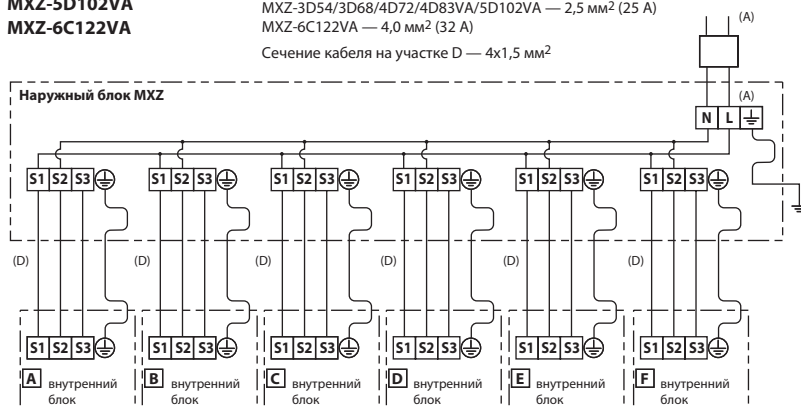 MXZ-5D102VA
MXZ-6C122VA
MXZ-3D54/3D68/4D72/4D83VA/5D102VA — 2,5 мм² (25 А)
MXZ-6C122VA — 4,0 мм² (32 А)
Сечение кабеля на участке D — 4x1,5 мм²
(A)
Наружный блок MXZ
(A)
N L
S1 S2 S3 S1 S2 S3 S1 S2 S3 S1 S2 S3 S1 S2 S3 S1 S2 S3
(D) (D) (D) (D) (D) (D)
S1 S2 S3 S1 S2 S3 S1 S2 S3 S1 S2 S3 S1 S2 S3 S1 S2 S3
A внутренний B внутренний C внутренний D внутренний E внутренний F внутренний
блок блок блок блок блок блок